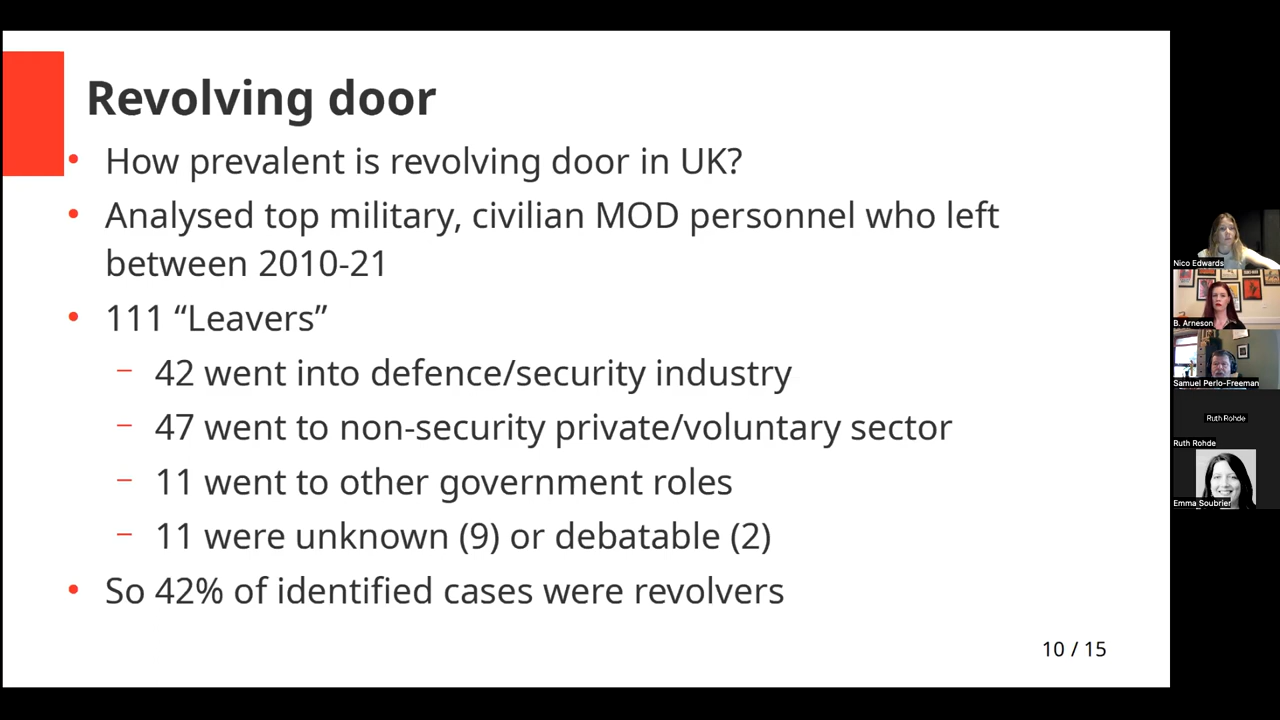 Revolving door
• How prevalent is revolving door in UK?
• Analysed top military, civilian MOD personnel who left
between 2010-21
• 111 “Leavers”
– 42 went into defence/security industry
– 47 went to non-security private/voluntary sector
– 11 went to other government roles
– 11 were unknown (9) or debatable (2)
• So 42% of identified cases were revolvers
10 / 15
Nico Edwards
B. Arneson
Samuel Perlo-Freeman
Ruth Rohde
Ruth Rohde
Emma Soubrier